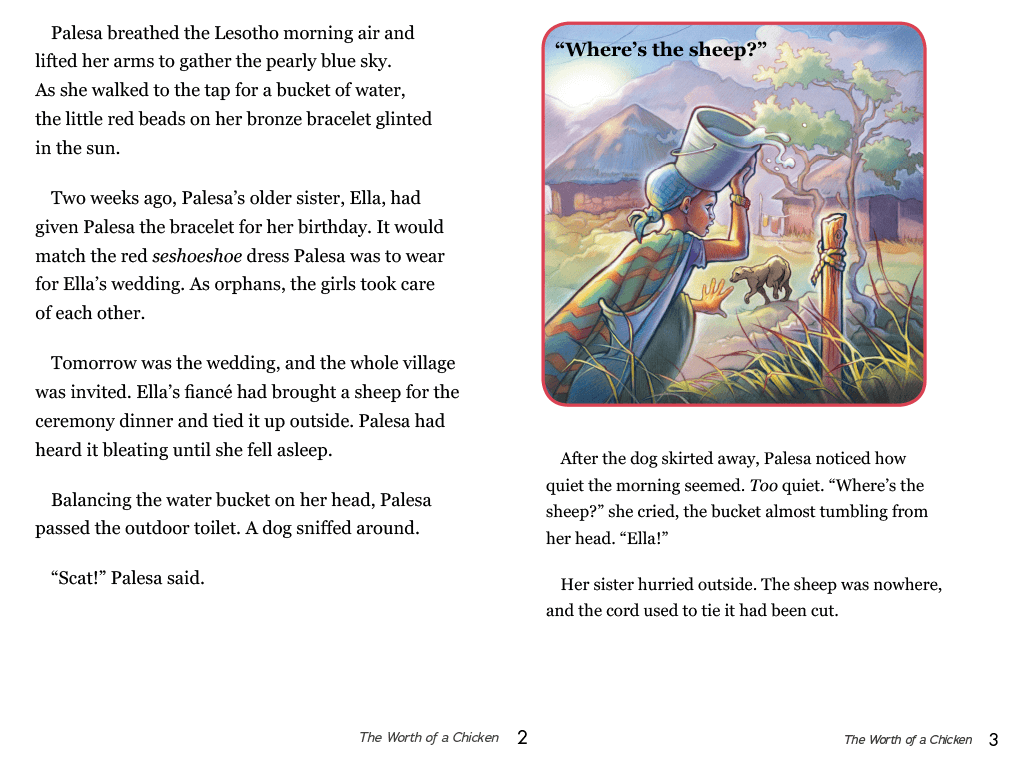 Palesa breathed the Lesotho morning air and
lifted her arms to gather the pearly blue sky.
As she walked to the tap for a bucket of water,
the little red beads on her bronze bracelet glinted
in the sun.
Two weeks ago, Palesa’s older sister, Ella, had
given Palesa the bracelet for her birthday. It would
match the red seshoeshoe dress Palesa was to wear
for Ella’s wedding. As orphans, the girls took care
of each other.
Tomorrow was the wedding, and the whole village
was invited. Ella’s fiancé had brought a sheep for the
ceremony dinner and tied it up outside. Palesa had
heard it bleating until she fell asleep.
Balancing the water bucket on her head, Palesa
passed the outdoor toilet. A dog sniffed around.
“Scat!” Palesa said.
The Worth of a Chicken 2
“Where’s the sheep?”
After the dog skirted away, Palesa noticed how
quiet the morning seemed. Too quiet. “Where’s the
sheep?” she cried, the bucket almost tumbling from
her head. “Ella!”
Her sister hurried outside. The sheep was nowhere,
and the cord used to tie it had been cut.
The Worth of a Chicken 3